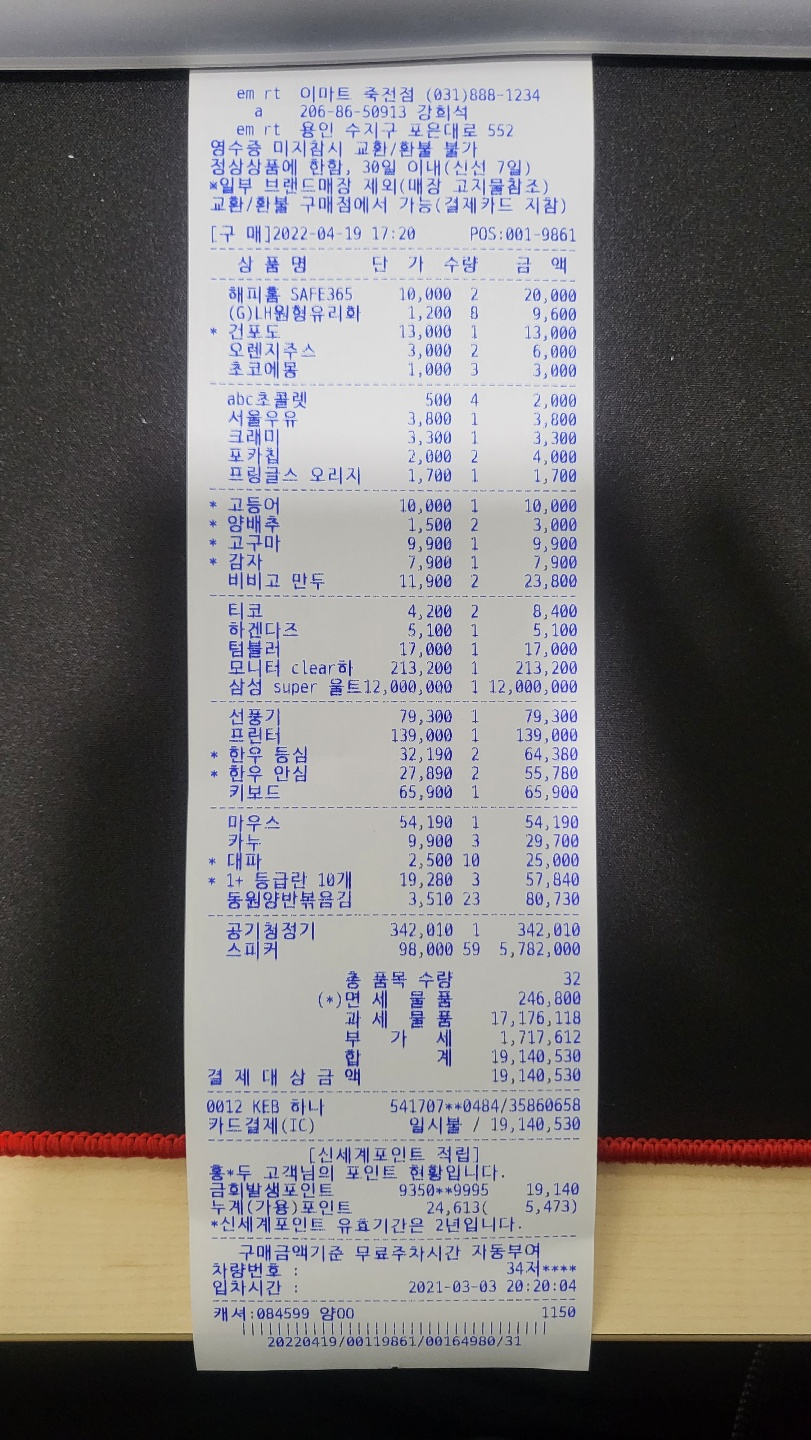 em rt 이마트 죽전점 (031)888-1234
a 206-86-50913 강희석
em rt 용인 수지구 포은대로 552
영수증 미지참시 교환/환불 불가
정상상품에 한함, 30일 이내(신선 7일)
*일부 브랜드매장 제외(매장 고지물참조)
교환/환불 구매점에서 가능(결제카드 지참)
[구 매]2022-04-19 17:20 POS:001-9861
상 품 명 단 가 수량 금 액
해피홈 SAFE365 10,000 2 20,000
(G)LH원형유리화 1,200 8 9,600
* 건포도 13,000 1 13,000
오렌지주스 3,000 2 6,000
초코에몽 1,000 3 3,000
abc초콜렛 500 4 2,000
서울우유 3,800 1 3,800
크래미 3,300 1 3,300
포카칩 2,000 2 4,000
프링글스 오리지 1,700 1 1,700
* 고등어 10,000 1 10,000
* 양배추 1,500 2 3,000
* 고구마 9,900 1 9,900
* 감자 7,900 1 7,900
비비고 만두 11,900 2 23,800
티코 4,200 2 8,400
하겐다즈 5,100 1 5,100
텀블러 17,000 1 17,000
모니터 clear하 213,200 1 213,200
삼성 super 울트12,000,000 1 12,000,000
선풍기 79,300 1 79,300
프린터 139,000 1 139,000
* 한우 등심 32,190 2 64,380
* 한우 안심 27,890 2 55,780
키보드 65,900 1 65,900
마우스 54,190 1 54,190
카누 9,900 3 29,700
* 대파 2,500 10 25,000
* 1+ 등급란 10개 19,280 3 57,840
동원양반볶음김 3,510 23 80,730
공기청정기 342,010 1 342,010
스피커 98,000 59 5,782,000
총 품목 수량 32
(*)면 세 물 품 246,800
과 세 물 품 17,176,118
부 가 세 1,717,612
합 계 19,140,530
결 제 대 상 금 액 19,140,530
0012 KEB 하나 541707**0484/35860658
카드결제(IC) 일시불 / 19,140,530
[신세계포인트 적립]
홍*두 고객님의 포인트 현황입니다.
금회발생포인트 9350**9995 19,140
누계(가용)포인트 24,613( 5,473)
*신세계포인트 유효기간은 2년입니다.
구매금액기준 무료주차시간 자동부여
차량번호 : 34저****
입차시간 : 2021-03-03 20:20:04
캐셔:084599 양00 1150
20220419/00119861/00164980/31